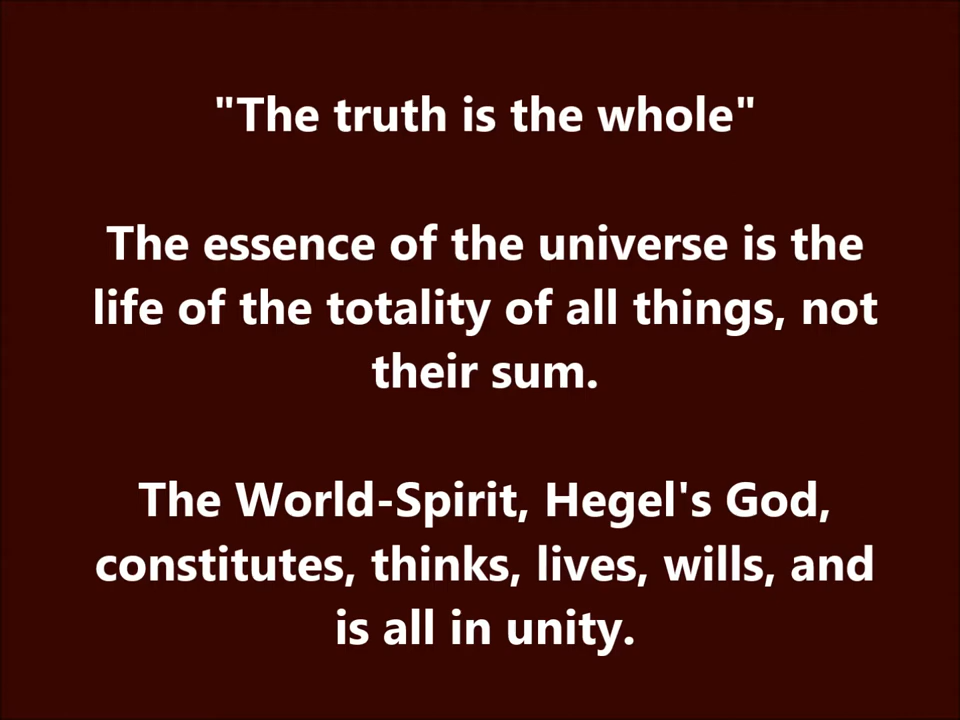 "The truth is the whole"
The essence of the universe is the
life of the totality of all things, not
their sum.
The World-Spirit, Hegel's God,
constitutes, thinks, lives, wills, and
is all in unity.